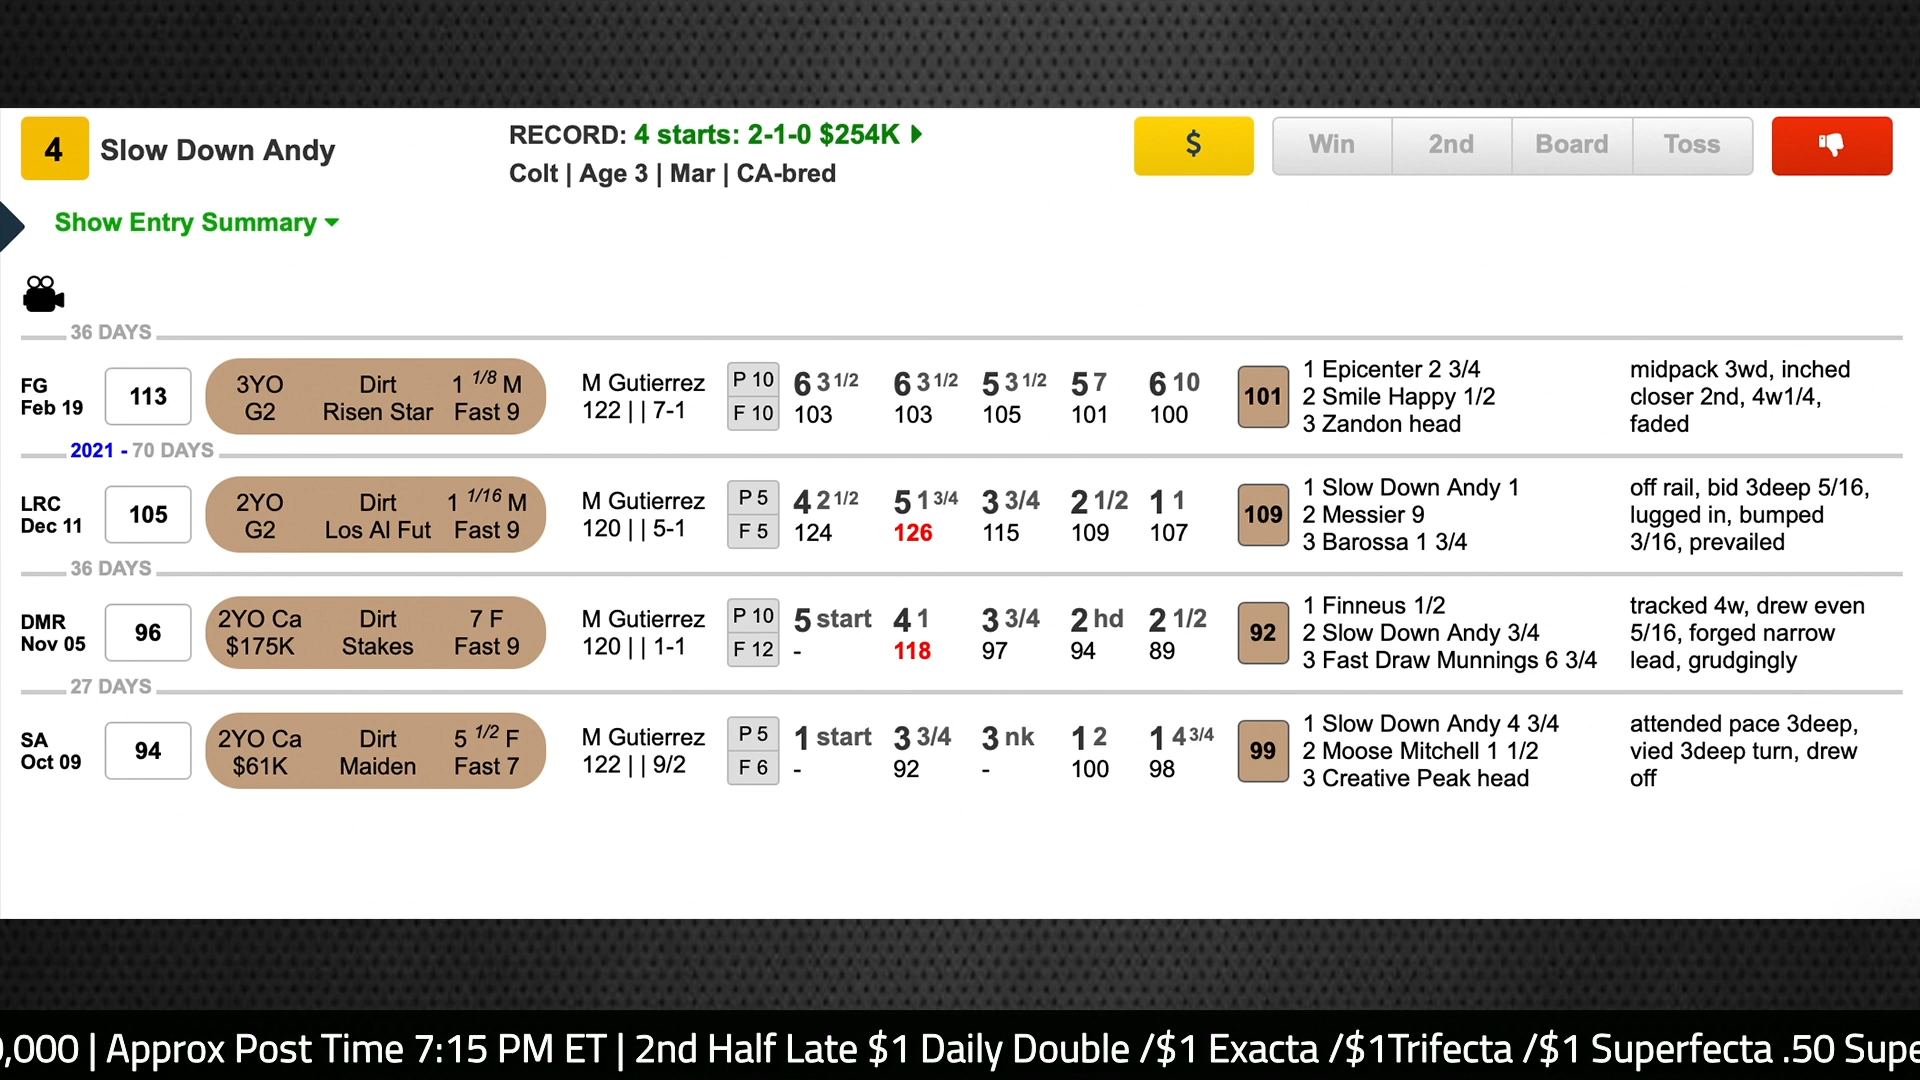 4 Slow Down Andy
RECORD: 4 starts: 2-1-0 $254K
Colt | Age 3 | Mar | CA-bred
$ Win 2nd Board Toss
Show Entry Summary
36 DAYS
FG
Feb 19
113
3YO Dirt 1 1/8 M
G2 Risen Star Fast 9
M Gutierrez
122 | | 7-1
P 10
F 10
6 3 1/2 6 3 1/2 5 3 1/2 5 7 6 10
103 103 105 101 100
101
1 Epicenter 2 3/4
2 Smile Happy 1/2
3 Zandon head
midpack 3wd, inched
closer 2nd, 4w1/4,
faded
2021 - 70 DAYS
LRC
Dec 11
105
2YO Dirt 1 1/16 M
G2 Los Al Fut Fast 9
M Gutierrez
120 | | 5-1
P 5
F 5
4 2 1/2 5 1 3/4 3 3/4 2 1/2 1 1
124 126 115 109 107
109
1 Slow Down Andy 1
2 Messier 9
3 Barossa 1 3/4
off rail, bid 3deep 5/16,
lugged in, bumped
3/16, prevailed
36 DAYS
DMR
Nov 05
96
2YO Ca Dirt 7 F
$175K Stakes Fast 9
M Gutierrez
120 | | 1-1
P 10
F 12
5 start 4 1 3 3/4 2 hd 2 1/2
- 118 97 94 89
92
1 Finneus 1/2
2 Slow Down Andy 3/4
3 Fast Draw Munnings 6 3/4
tracked 4w, drew even
5/16, forged narrow
lead, grudgingly
27 DAYS
SA
Oct 09
94
2YO Ca Dirt 5 1/2 F
$61K Maiden Fast 7
M Gutierrez
122 | | 9/2
P 5
F 6
1 start 3 3/4 3 nk 1 2 1 4 3/4
- 92 - 100 98
99
1 Slow Down Andy 4 3/4
2 Moose Mitchell 1 1/2
3 Creative Peak head
attended pace 3deep,
vied 3deep turn, drew
off
0,000 | Approx Post Time 7:15 PM ET | 2nd Half Late $1 Daily Double /$1 Exacta /$1Trifecta /$1 Superfecta .50 Supe